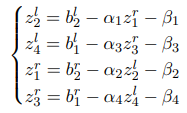 z_2^l = b_2^l − α_1 z_1^r − β_1
z_4^l = b_1^l − α_3 z_3^r − β_3
z_1^r = b_2^r − α_2 z_2^l − β_2
z_3^r = b_1^r − α_4 z_4^l − β_4